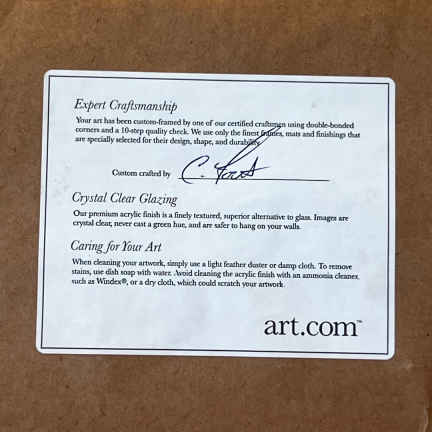 Expert Craftsmanship
Your art has been custom-framed by one of our certified craftsmen using double-bonded
corners and a 10-step quality check. We use only the finest frames, mats and finishings that
are specially selected for their design, shape, and durability
Custom crafted by C.
Crystal Clear Glazing
Our premium acrylic finish is a finely textured, superior alternative to glass. Images are
crystal clear, never cast a green hue, and are safer to hang on your walls.
Caring for Your Art
When cleaning your artwork, simply use a light feather duster or damp cloth. To remove
stains, use dish soap with water. Avoid cleaning the acrylic finish with an ammonia cleaner,
such as Windex®, or a dry cloth, which could scratch your artwork.
art.com™